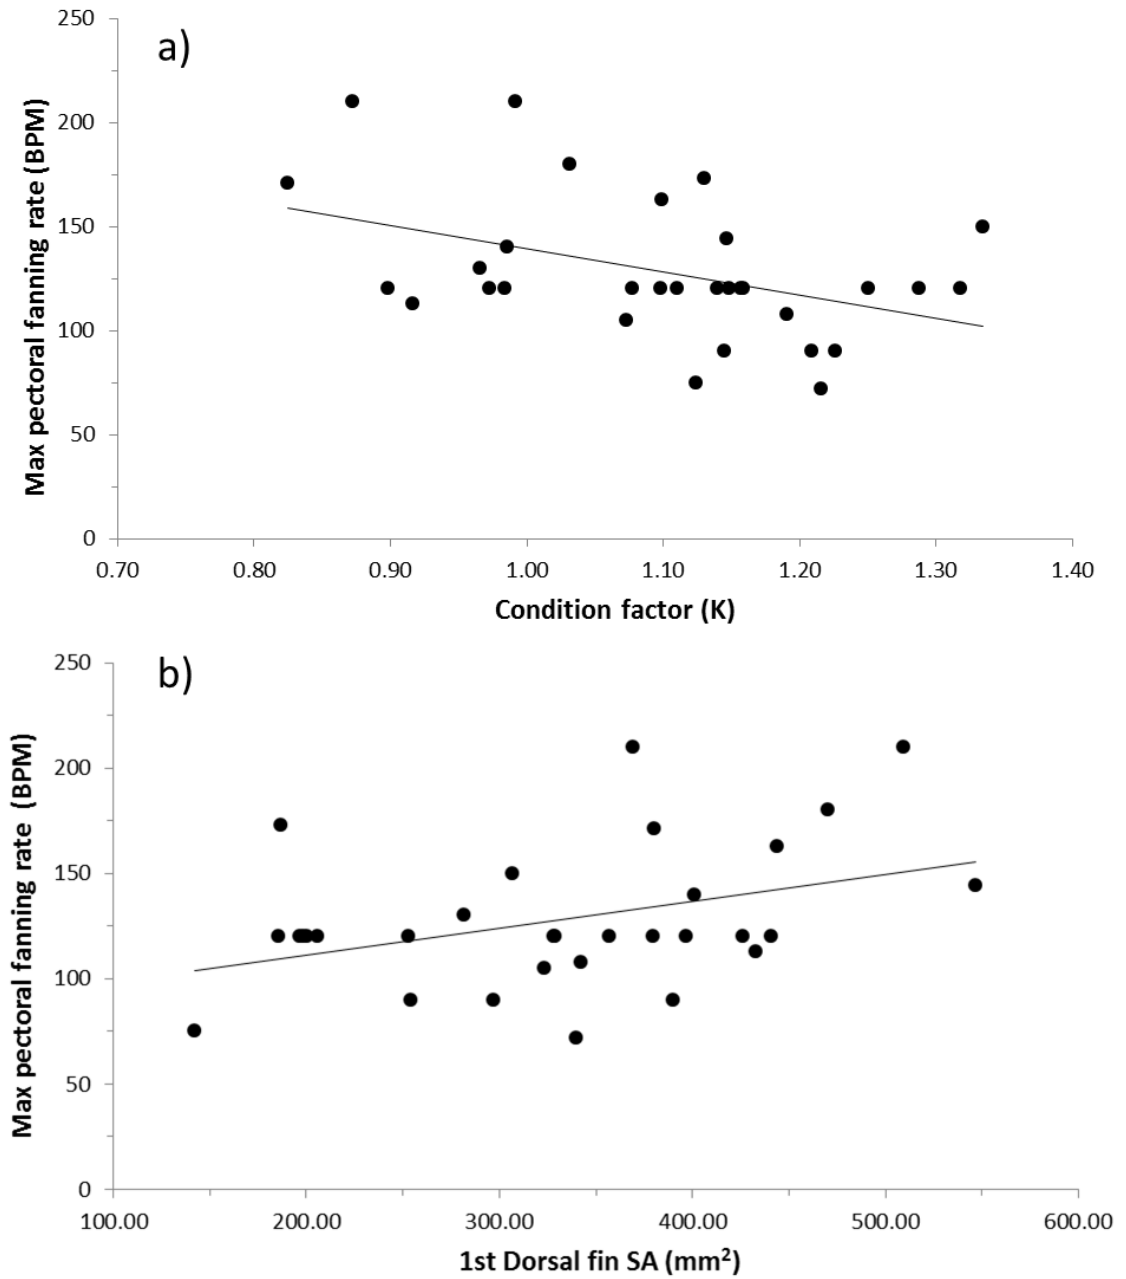 a)
Max pectoral fanning rate (BPM)
250
200
150
100
50
0
0.70 0.80 0.90 1.00 1.10 1.20 1.30 1.40
Condition factor (K)
b)
Max pectoral fanning rate (BPM)
250
200
150
100
50
0
100.00 200.00 300.00 400.00 500.00 600.00
1st Dorsal fin SA (mm²)